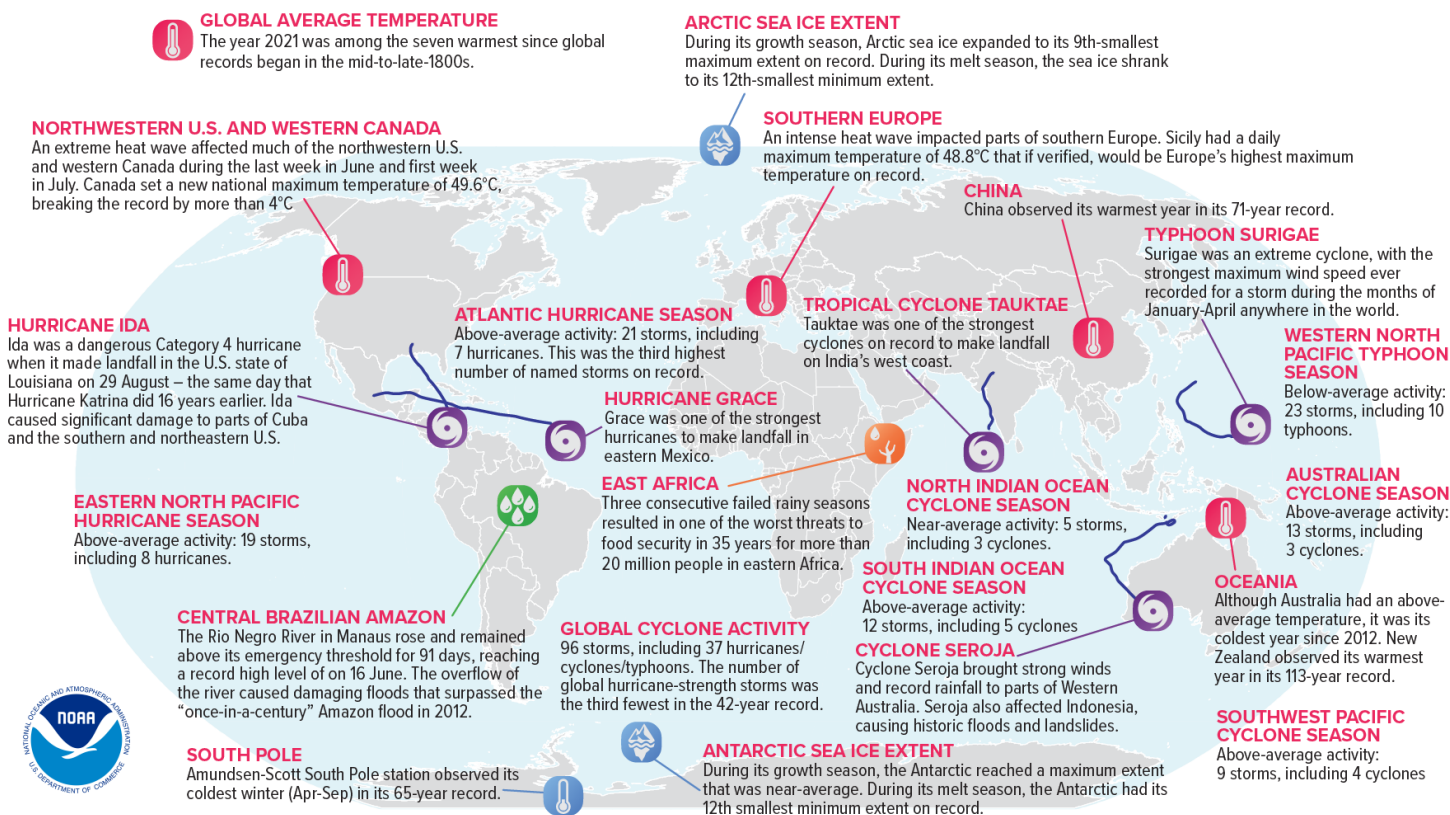 GLOBAL AVERAGE TEMPERATURE
The year 2021 was among the seven warmest since global
records began in the mid-to-late-1800s.
ARCTIC SEA ICE EXTENT
During its growth season, Arctic sea ice expanded to its 9th-smallest
maximum extent on record. During its melt season, the sea ice shrank
to its 12th-smallest minimum extent.
NORTHWESTERN U.S. AND WESTERN CANADA
An extreme heat wave affected much of the northwestern U.S.
and western Canada during the last week in June and first week
in July. Canada set a new national maximum temperature of 49.6°C,
breaking the record by more than 4°C
SOUTHERN EUROPE
An intense heat wave impacted parts of southern Europe. Sicily had a daily
maximum temperature of 48.8°C that if verified, would be Europe's highest maximum
temperature on record.
CHINA
China observed its warmest year in its 71-year record.
TYPHOON SURIGAE
Surigae was an extreme cyclone, with the
strongest maximum wind speed ever
recorded for a storm during the months of
January-April anywhere in the world.
HURRICANE IDA
Ida was a dangerous Category 4 hurricane
when it made landfall in the U.S. state of
Louisiana on 29 August – the same day that
Hurricane Katrina did 16 years earlier. Ida
caused significant damage to parts of Cuba
and the southern and northeastern U.S.
ATLANTIC HURRICANE SEASON
Above-average activity: 21 storms, including
7 hurricanes. This was the third highest
number of named storms on record.
TROPICAL CYCLONE TAUKTAE
Tauktae was one of the strongest
cyclones on record to make landfall
on India's west coast.
WESTERN NORTH
PACIFIC TYPHOON
SEASON
Below-average activity:
23 storms, including 10
typhoons.
HURRICANE GRACE
Grace was one of the strongest
hurricanes to make landfall in
eastern Mexico.
EAST AFRICA
Three consecutive failed rainy seasons
resulted in one of the worst threats to
food security in 35 years for more than
20 million people in eastern Africa.
NORTH INDIAN OCEAN
CYCLONE SEASON
Near-average activity: 5 storms,
including 3 cyclones.
AUSTRALIAN
CYCLONE SEASON
Above-average activity:
13 storms, including
3 cyclones.
EASTERN NORTH PACIFIC
HURRICANE SEASON
Above-average activity: 19 storms,
including 8 hurricanes.
SOUTH INDIAN OCEAN
CYCLONE SEASON
Above-average activity:
12 storms, including 5 cyclones
OCEANIA
Although Australia had an above-
average temperature, it was its
coldest year since 2012. New
Zealand observed its warmest
year in its 113-year record.
CENTRAL BRAZILIAN AMAZON
The Rio Negro River in Manaus rose and remained
above its emergency threshold for 91 days, reaching
a record high level of on 16 June. The overflow of
the river caused damaging floods that surpassed the
“once-in-a-century” Amazon flood in 2012.
GLOBAL CYCLONE ACTIVITY
96 storms, including 37 hurricanes/
cyclones/typhoons. The number of
global hurricane-strength storms was
the third fewest in the 42-year record.
CYCLONE SEROJA
Cyclone Seroja brought strong winds
and record rainfall to parts of Western
Australia. Seroja also affected Indonesia,
causing historic floods and landslides.
SOUTHWEST PACIFIC
CYCLONE SEASON
Above-average activity:
9 storms, including 4 cyclones
SOUTH POLE
Amundsen-Scott South Pole station observed its
coldest winter (Apr-Sep) in its 65-year record.
ANTARCTIC SEA ICE EXTENT
During its growth season, the Antarctic reached a maximum extent
that was near-average. During its melt season, the Antarctic had its
12th smallest minimum extent on record.
NATIONAL OCEANIC AND ATMOSPHERIC ADMINISTRATION
NOAA
U.S. DEPARTMENT OF COMMERCE